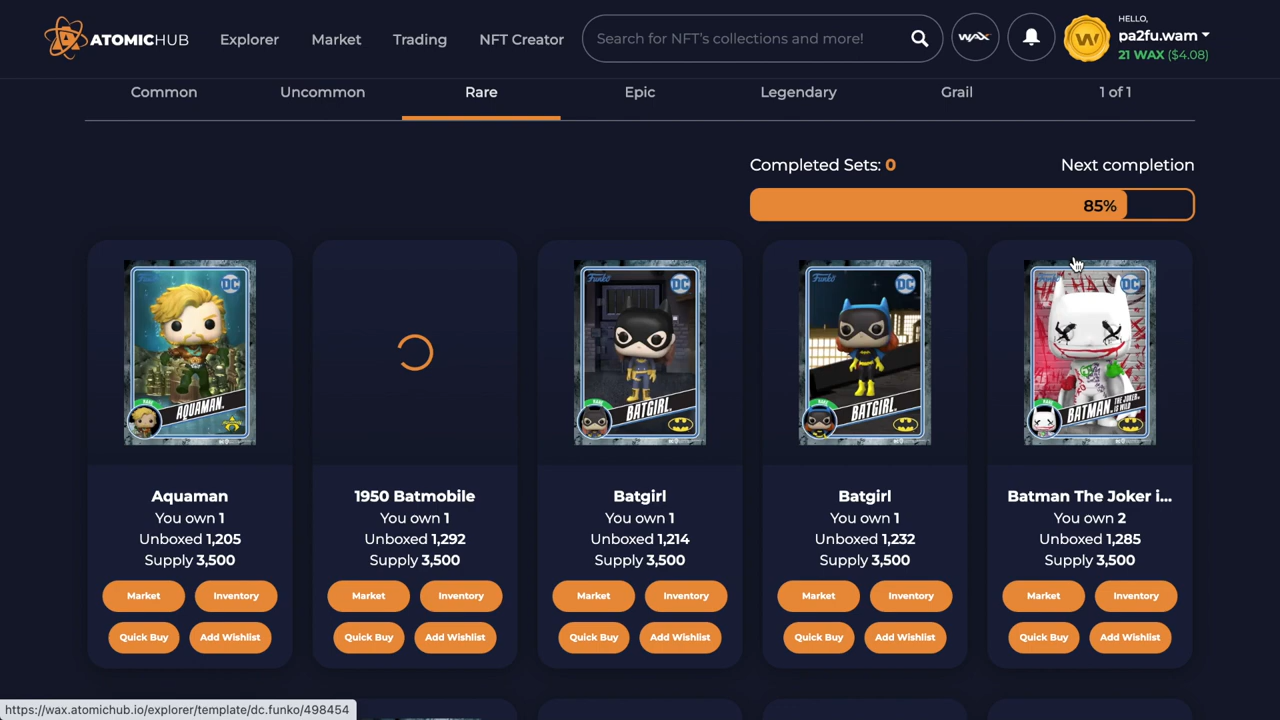 ATOMICHUB
Explorer
Market
Trading
NFT Creator
Search for NFT's collections and more!
WAX
W
HELLO,
pa2fu.wam
21 WAX ($4.08)
Common
Uncommon
Rare
Epic
Legendary
Grail
1 of 1
Completed Sets: 0
Next completion
85%
DC
AQUAMAN.
Funko
DC
BATGIRL.
Funko
DC
BATGIRL.
DC
BATMAN THE JOKER IS WILD
Aquaman
You own 1
Unboxed 1,205
Supply 3,500
Market
Inventory
Quick Buy
Add Wishlist
1950 Batmobile
You own 1
Unboxed 1,292
Supply 3,500
Market
Inventory
Quick Buy
Add Wishlist
Batgirl
You own 1
Unboxed 1,214
Supply 3,500
Market
Inventory
Quick Buy
Add Wishlist
Batgirl
You own 1
Unboxed 1,232
Supply 3,500
Market
Inventory
Quick Buy
Add Wishlist
Batman The Joker i...
You own 2
Unboxed 1,285
Supply 3,500
Market
Inventory
Quick Buy
Add Wishlist
https://wax.atomichub.io/explorer/template/dc.funko/498454